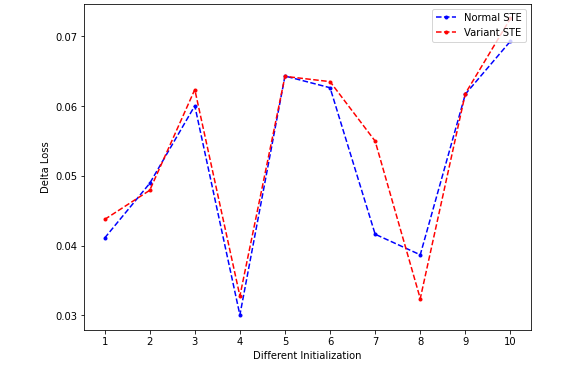 Normal STE
Variant STE
0.07
0.06
0.05
0.04
0.03
Delta Loss
1 2 3 4 5 6 7 8 9 10
Different Initialization